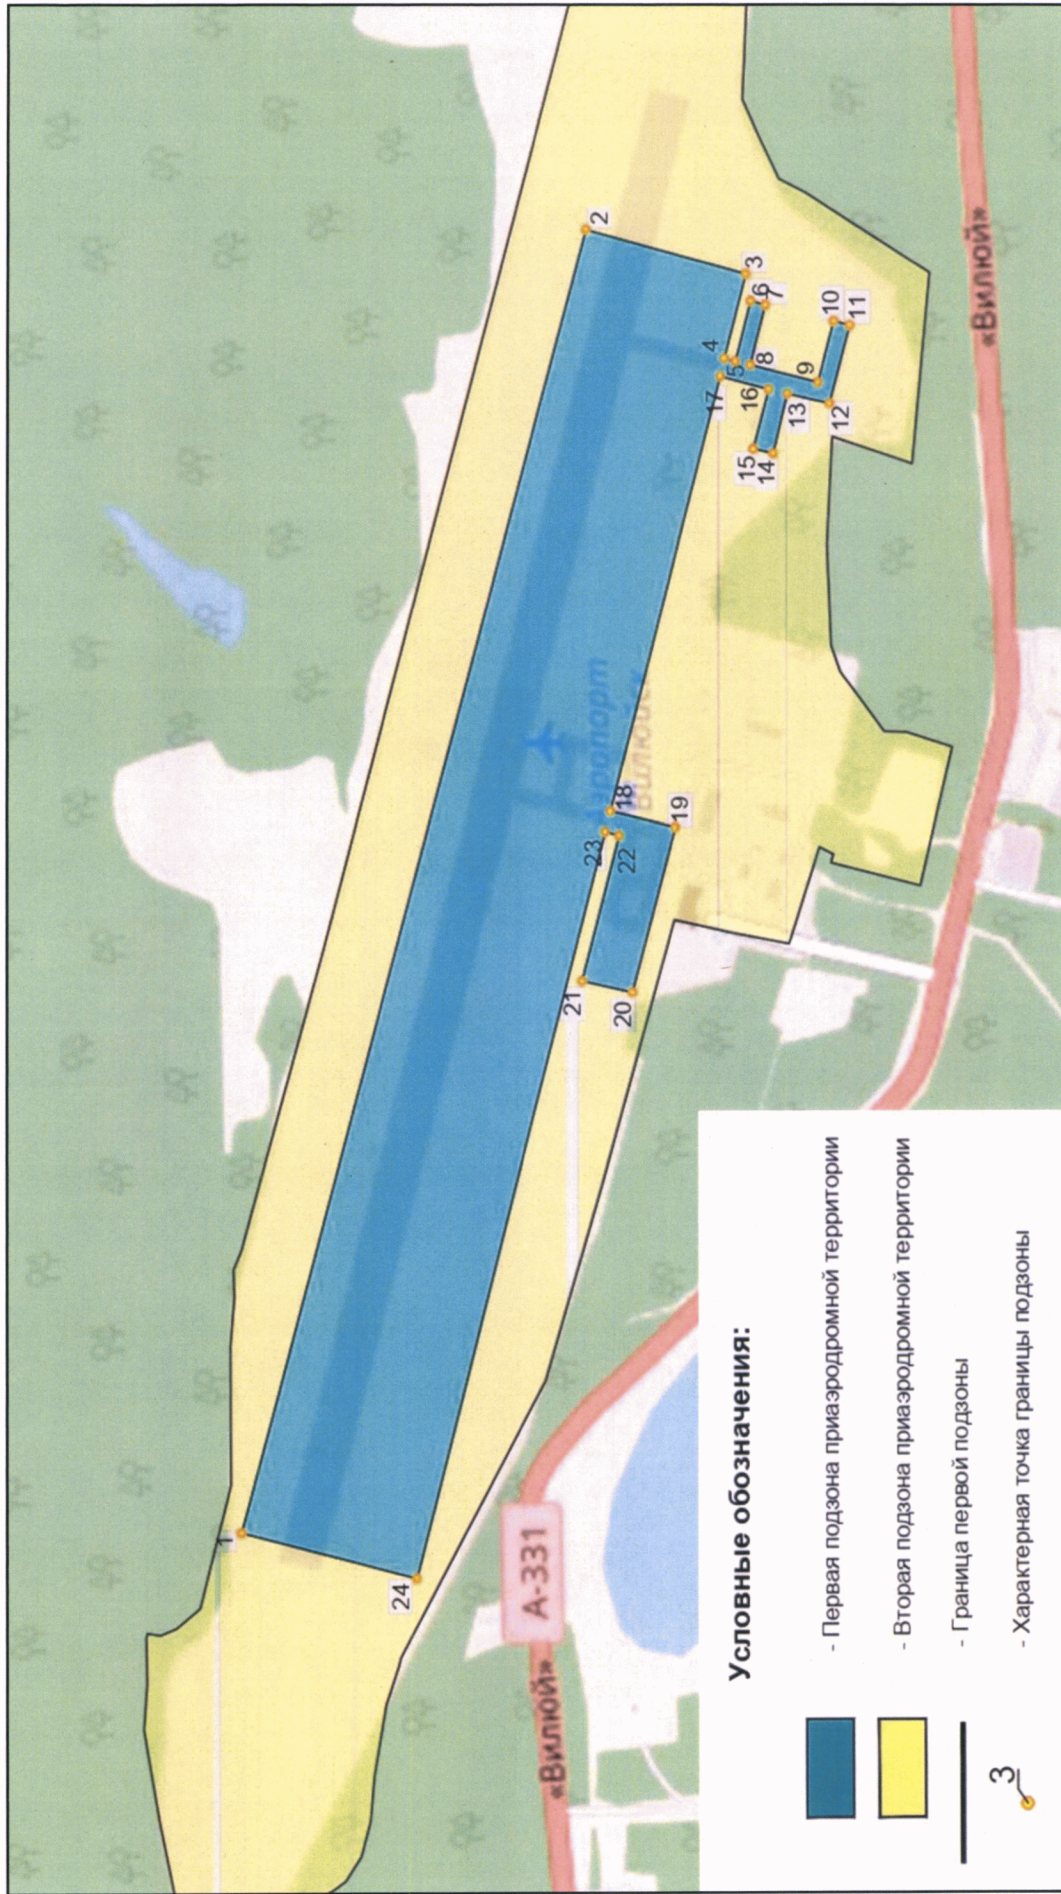 1
2
3
4
5
6
7
8
9
10
11
12
13
14
15
16
17
18
19
20
21
22
23
24
Аэропорт
Вилюйск
«Вилюй»
А-331
«Вилюй»
Условные обозначения:
- Первая подзона приаэродромной территории
- Вторая подзона приаэродромной территории
- Граница первой подзоны
3
- Характерная точка границы подзоны